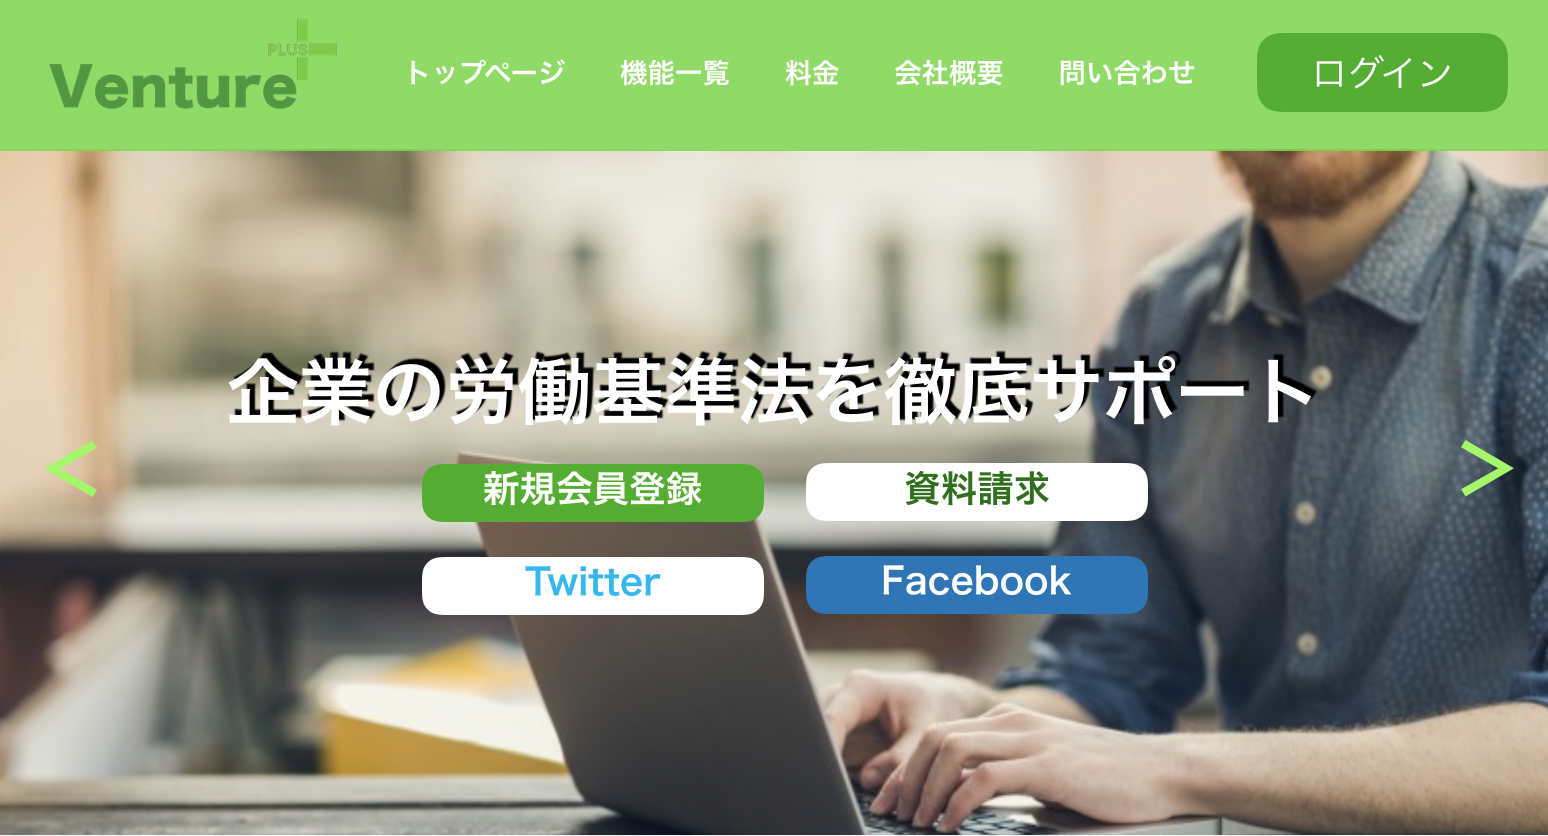 Venture PLUS
トップページ
機能一覧
料金
会社概要
問い合わせ
ログイン
企業の労働基準法を徹底サポート
<
>
新規会員登録
資料請求
Twitter
Facebook